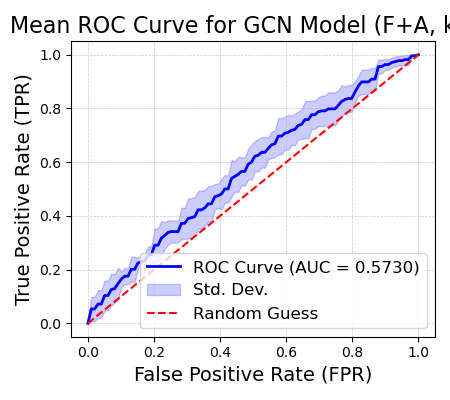 Mean ROC Curve for GCN Model (F+A, k
True Positive Rate (TPR)
1.0
0.8
0.6
0.4
0.2
0.0
ROC Curve (AUC = 0.5730)
Std. Dev.
Random Guess
0.0 0.2 0.4 0.6 0.8 1.0
False Positive Rate (FPR)